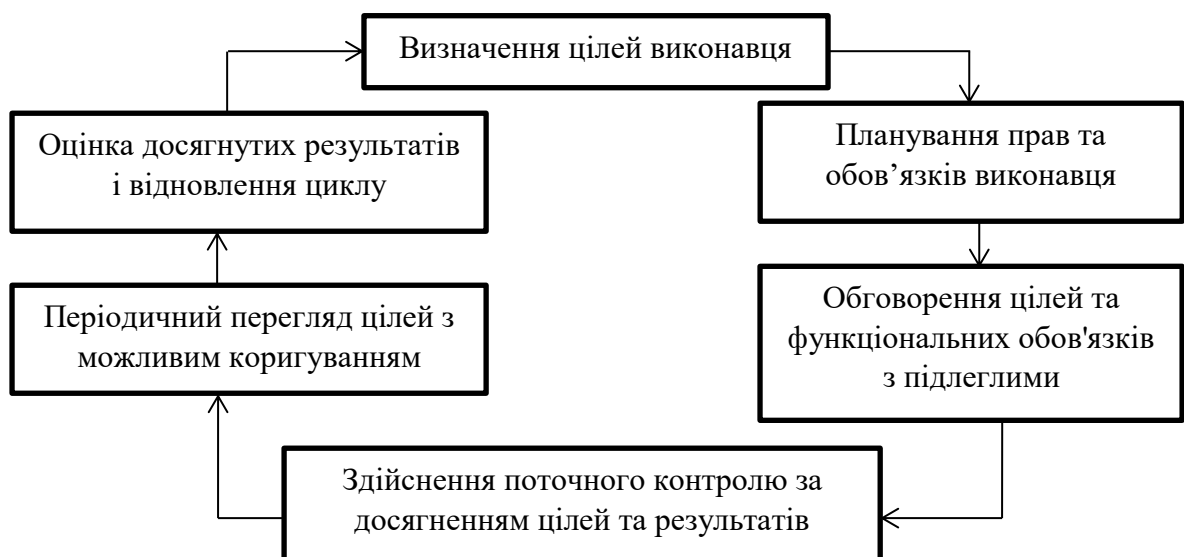 Визначення цілей виконавця
Планування прав та
обов’язків виконавця
Обговорення цілей та
функціональних обов'язків
з підлеглими
Здійснення поточного контролю за
досягненням цілей та результатів
Періодичний перегляд цілей з
можливим коригуванням
Оцінка досягнутих результатів
і відновлення циклу